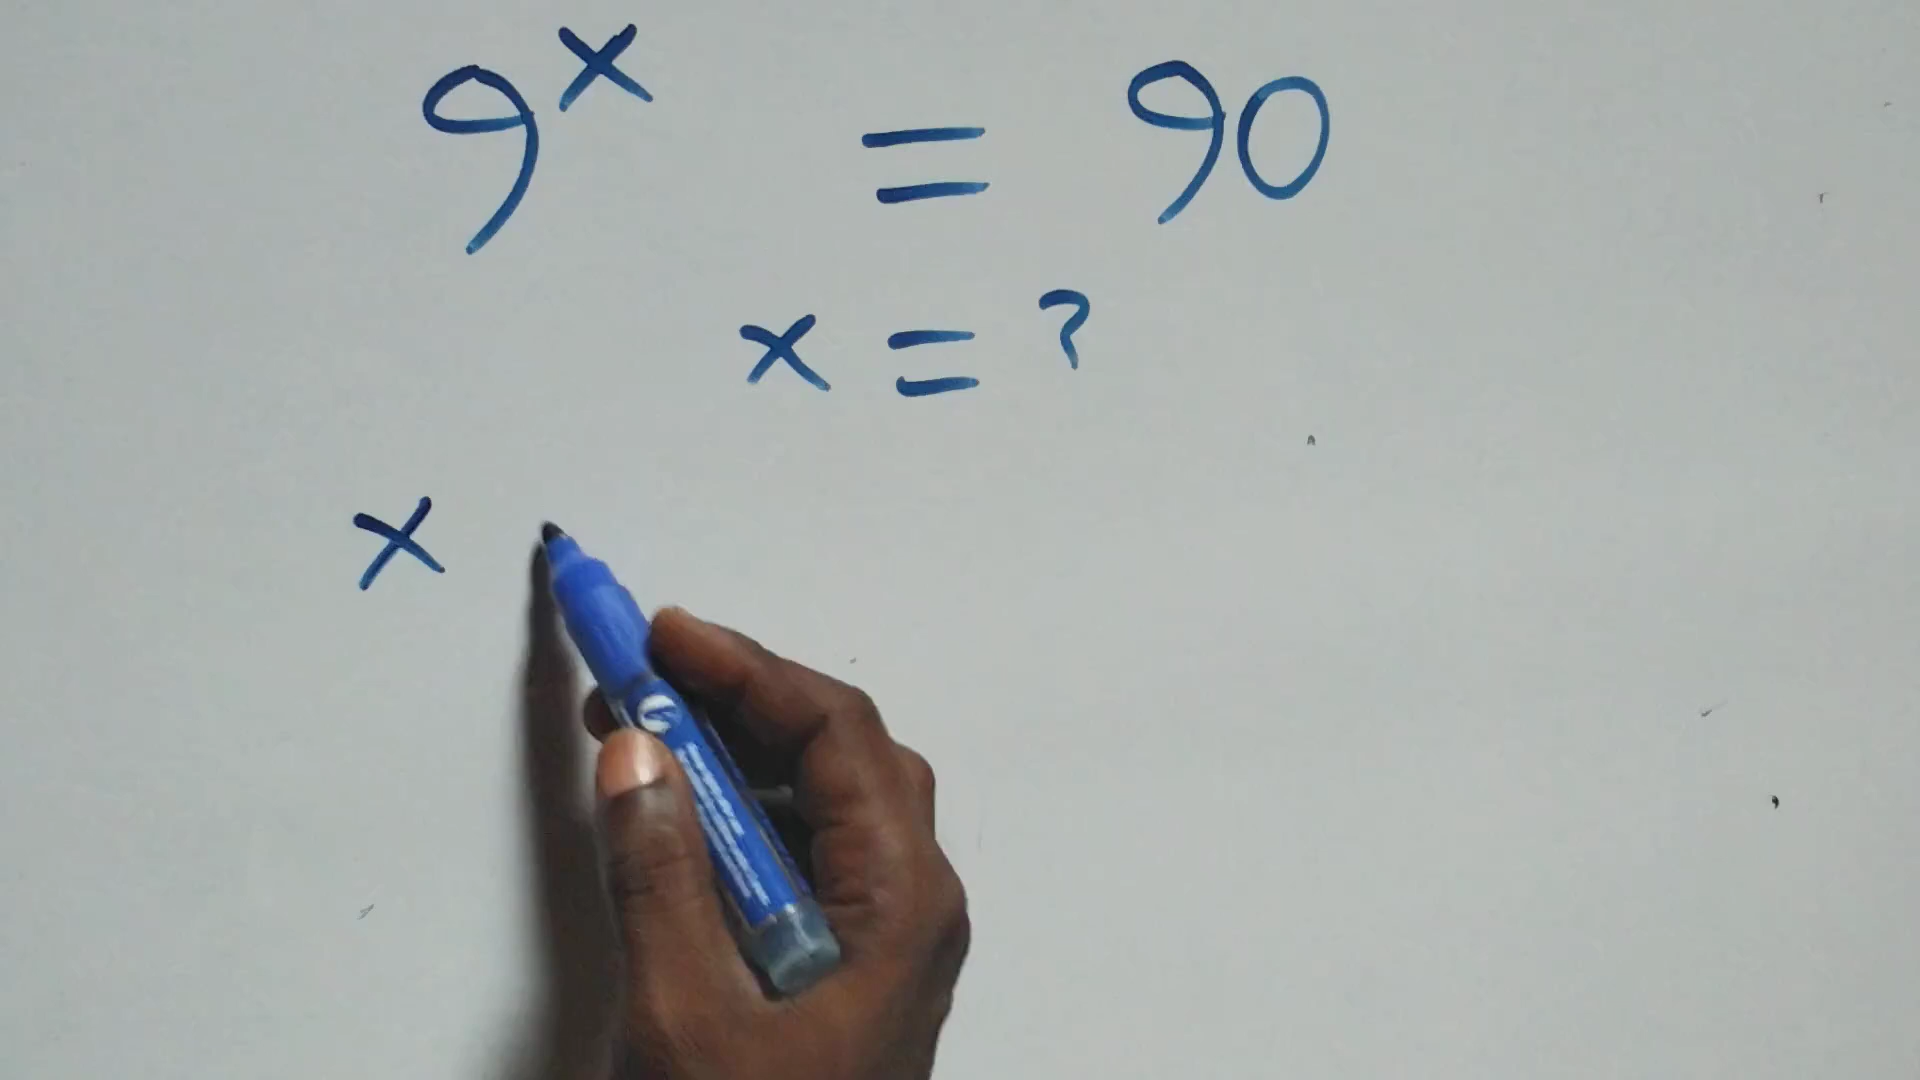 9^x = 90
x = ?
x